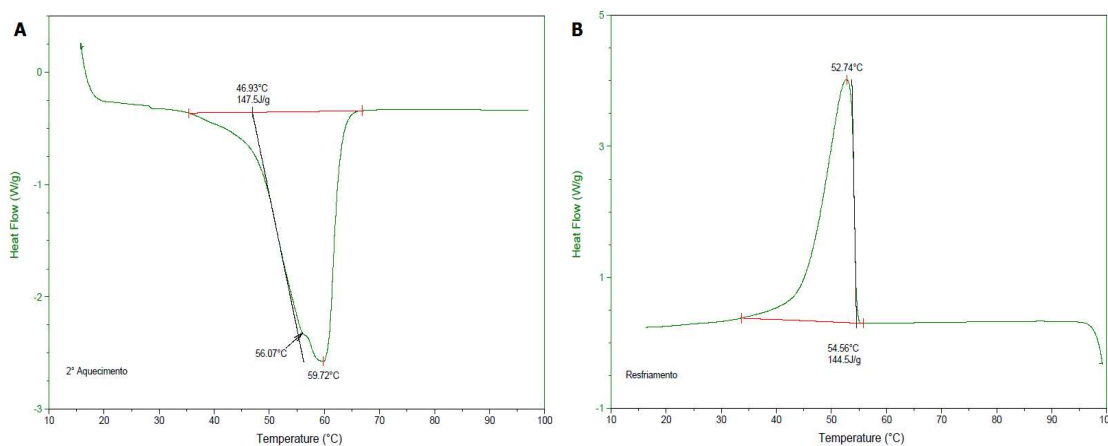 A
Heat Flow (W/g)
0
-1
-2
-3
46.93°C
147.5J/g
56.07°C
59.72°C
2° Aquecimento
10 20 30 40 50 60 70 80 90 100
Temperature (°C)
B
Heat Flow (W/g)
5
3
1
-1
52.74°C
54.56°C
144.5J/g
Resfriamento
10 20 30 40 50 60 70 80 90 100
Temperature (°C)